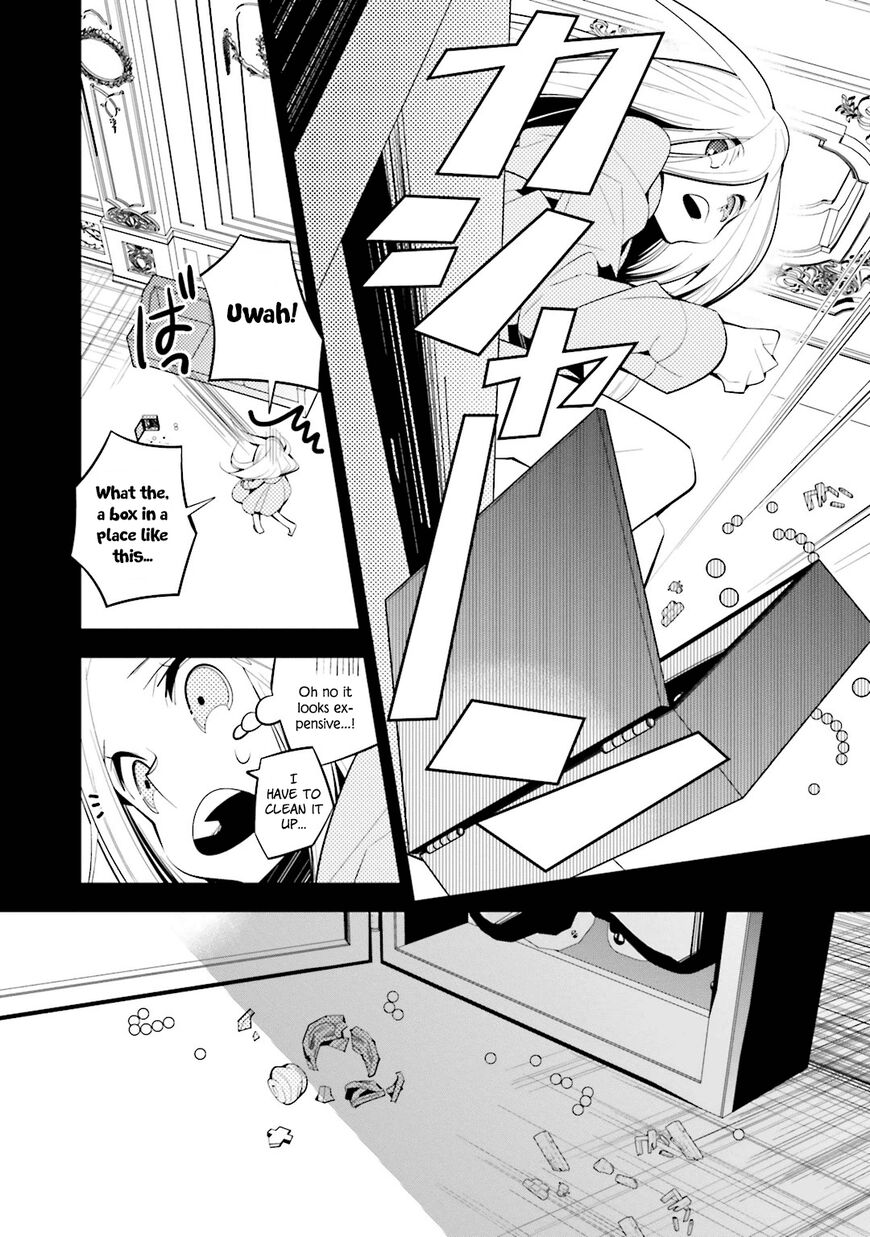 ガシャーン
Uwah!
ばっ
What the,
a box in a
place like
this...
Oh no it
looks ex-
pensive...!
I
HAVE TO
CLEAN IT
UP...